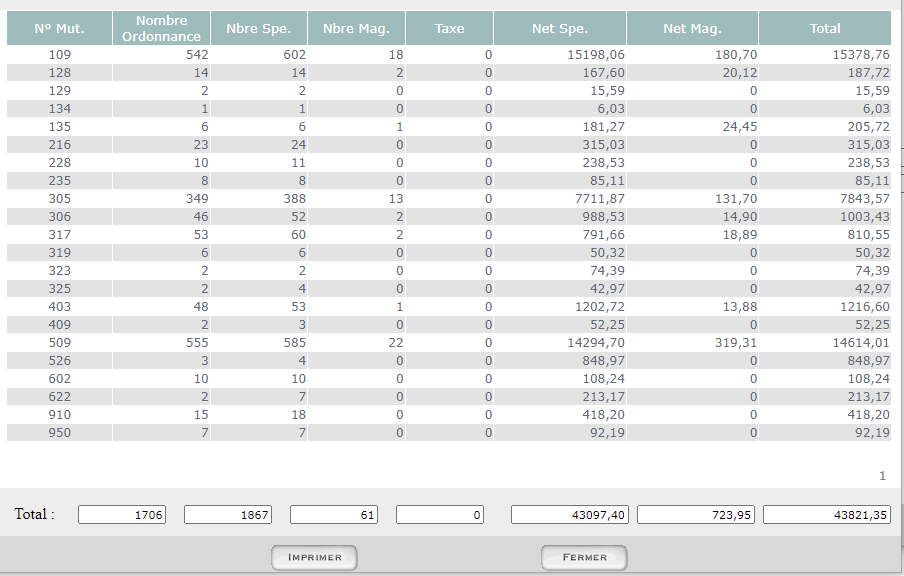 Nº Mut. Nombre Ordonnance Nbre Spe. Nbre Mag. Taxe Net Spe. Net Mag. Total
109 542 602 18 0 15198,06 180,70 15378,76
128 14 14 2 0 167,60 20,12 187,72
129 2 2 0 0 15,59 0 15,59
134 1 1 0 0 6,03 0 6,03
135 6 6 1 0 181,27 24,45 205,72
216 23 24 0 0 315,03 0 315,03
228 10 11 0 0 238,53 0 238,53
235 8 8 0 0 85,11 0 85,11
305 349 388 13 0 7711,87 131,70 7843,57
306 46 52 2 0 988,53 14,90 1003,43
317 53 60 2 0 791,66 18,89 810,55
319 6 6 0 0 50,32 0 50,32
323 2 2 0 0 74,39 0 74,39
325 2 4 0 0 42,97 0 42,97
403 48 53 1 0 1202,72 13,88 1216,60
409 2 3 0 0 52,25 0 52,25
509 555 585 22 0 14294,70 319,31 14614,01
526 3 4 0 0 848,97 0 848,97
602 10 10 0 0 108,24 0 108,24
622 2 7 0 0 213,17 0 213,17
910 15 18 0 0 418,20 0 418,20
950 7 7 0 0 92,19 0 92,19
1
Total : 1706 1867 61 0 43097,40 723,95 43821,35
IMPRIMER FERMER